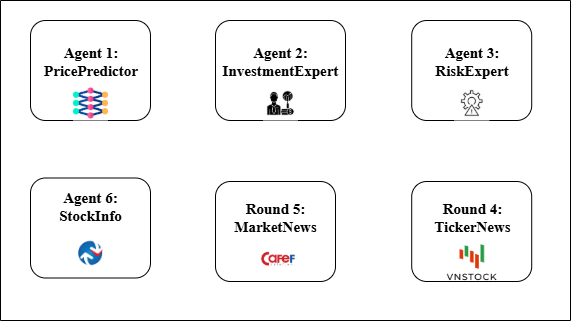 Agent 1:
PricePredictor
Agent 2:
InvestmentExpert
Agent 3:
RiskExpert
Agent 6:
StockInfo
Round 5:
MarketNews
CafeF
Round 4:
TickerNews
VNSTOCK